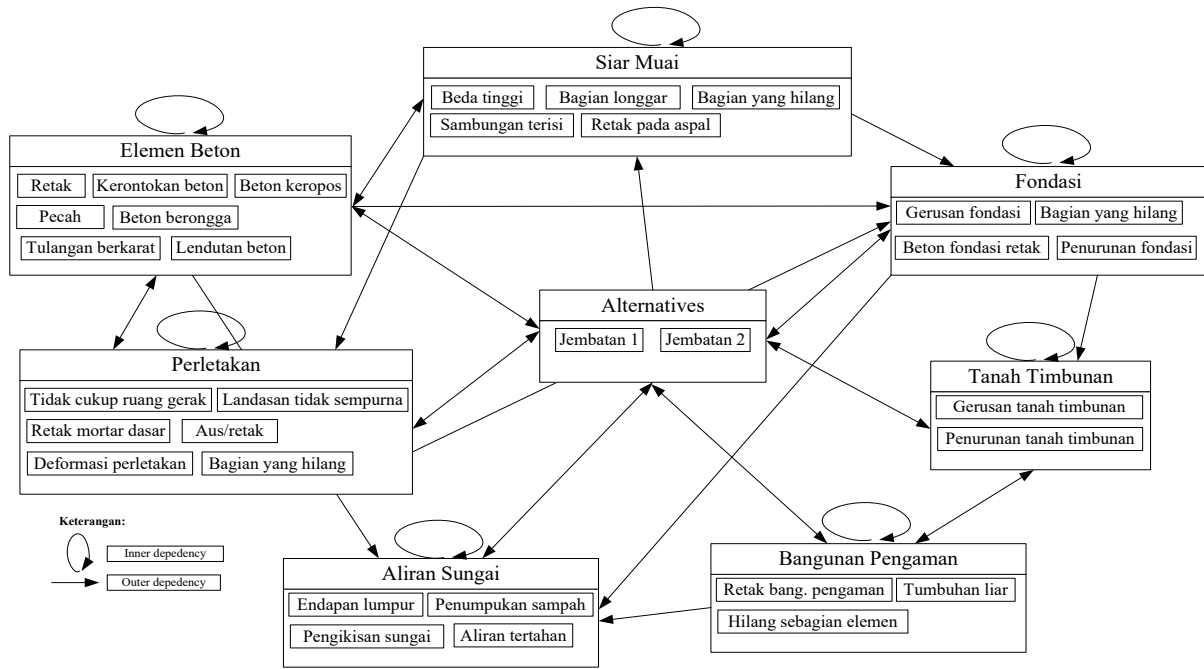 Siar Muai
Beda tinggi
Bagian longgar
Bagian yang hilang
Sambungan terisi
Retak pada aspal
Elemen Beton
Retak
Kerontokan beton
Beton keropos
Pecah
Beton berongga
Tulangan berkarat
Lendutan beton
Fondasi
Gerusan fondasi
Bagian yang hilang
Beton fondasi retak
Penurunan fondasi
Alternatives
Jembatan 1
Jembatan 2
Perletakan
Tidak cukup ruang gerak
Landasan tidak sempurna
Retak mortar dasar
Aus/retak
Deformasi perletakan
Bagian yang hilang
Tanah Timbunan
Gerusan tanah timbunan
Penurunan tanah timbunan
Keterangan:
Inner depedency
Outer depedency
Aliran Sungai
Endapan lumpur
Penumpukan sampah
Pengikisan sungai
Aliran tertahan
Bangunan Pengaman
Retak bang. pengaman
Tumbuhan liar
Hilang sebagian elemen